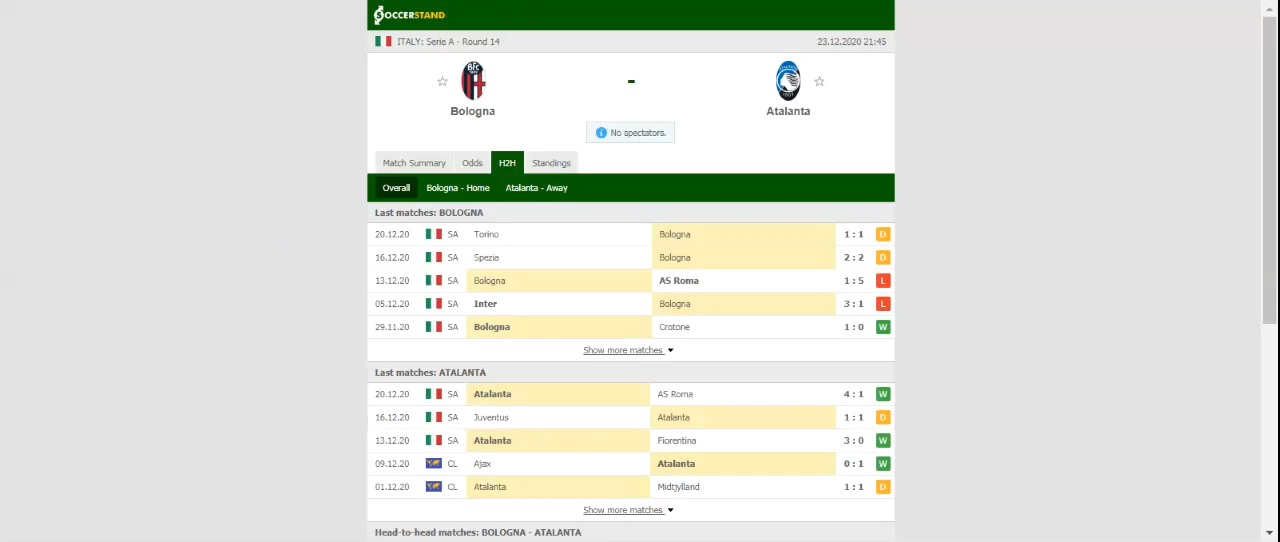 SOCCERSTAND
ITALY: Serie A - Round 14 23.12.2020 21:45
-
Bologna Atalanta
No spectators.
Match Summary Odds H2H Standings
Overall Bologna - Home Atalanta - Away
Last matches: BOLOGNA
20.12.20 SA Torino Bologna 1 : 1 D
16.12.20 SA Spezia Bologna 2 : 2 D
13.12.20 SA Bologna AS Roma 1 : 5 L
05.12.20 SA Inter Bologna 3 : 1 L
29.11.20 SA Bologna Crotone 1 : 0 W
Show more matches
Last matches: ATALANTA
20.12.20 SA Atalanta AS Roma 4 : 1 W
16.12.20 SA Juventus Atalanta 1 : 1 D
13.12.20 SA Atalanta Fiorentina 3 : 0 W
09.12.20 CL Ajax Atalanta 0 : 1 W
01.12.20 CL Atalanta Midtjylland 1 : 1 D
Show more matches
Head-to-head matches: BOLOGNA - ATALANTA